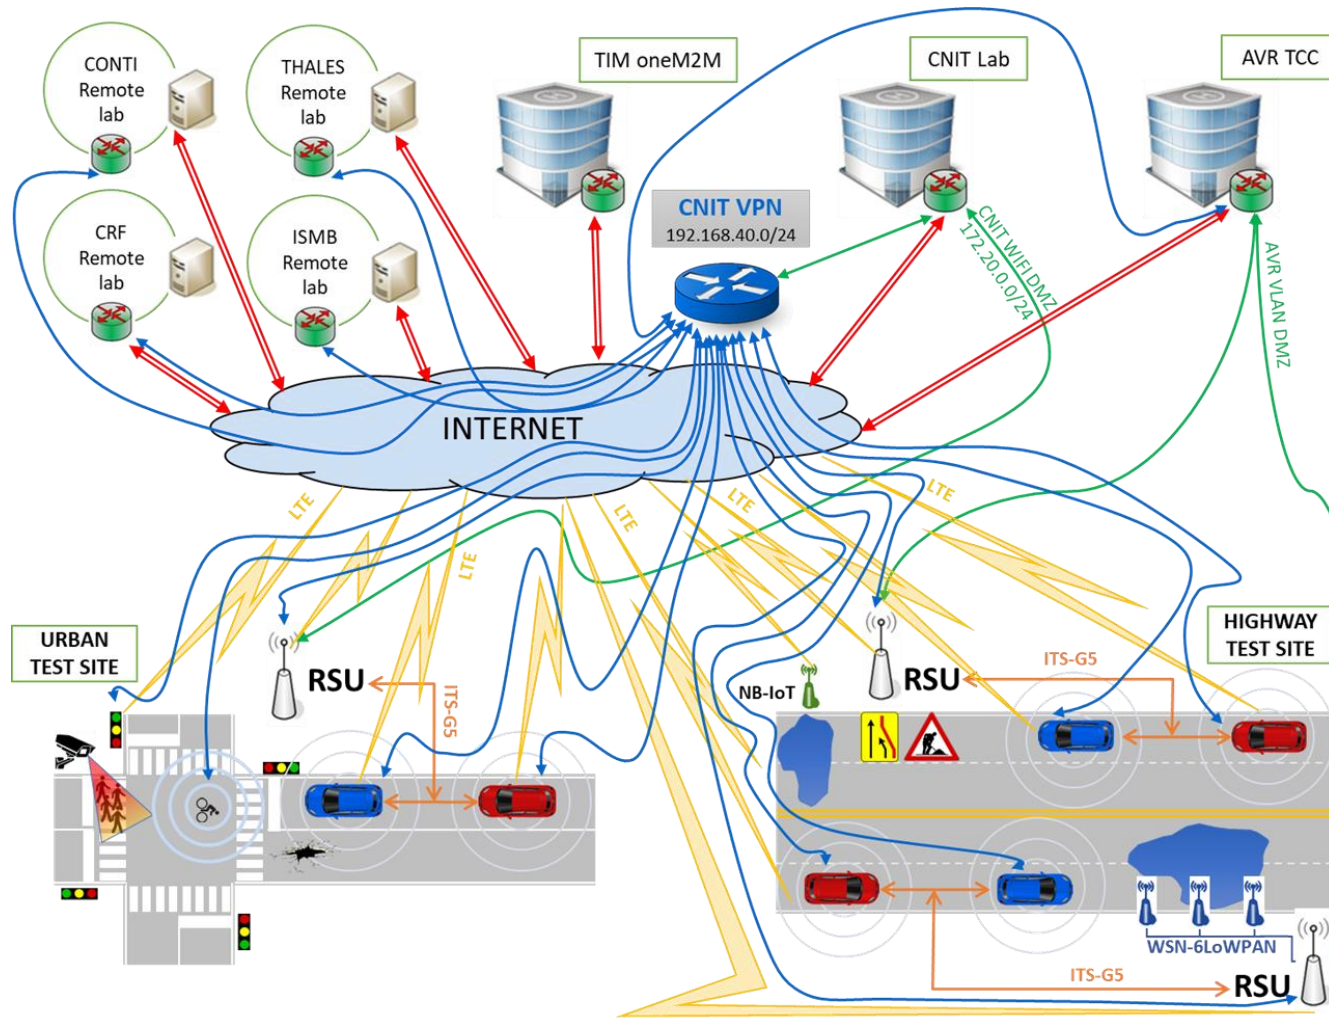 CONTI
Remote
lab
THALES
Remote
lab
TIM oneM2M
CNIT Lab
AVR TCC
CRF
Remote
lab
ISMB
Remote
lab
CNIT VPN
192.168.40.0/24
CNIT WIFI DMZ
172.20.0.0/24
AVR VLAN DMZ
INTERNET
LTE
LTE
LTE
LTE
LTE
URBAN
TEST SITE
RSU
ITS-G5
NB-IoT
RSU
ITS-G5
HIGHWAY
TEST SITE
WSN-6LoWPAN
ITS-G5
RSU